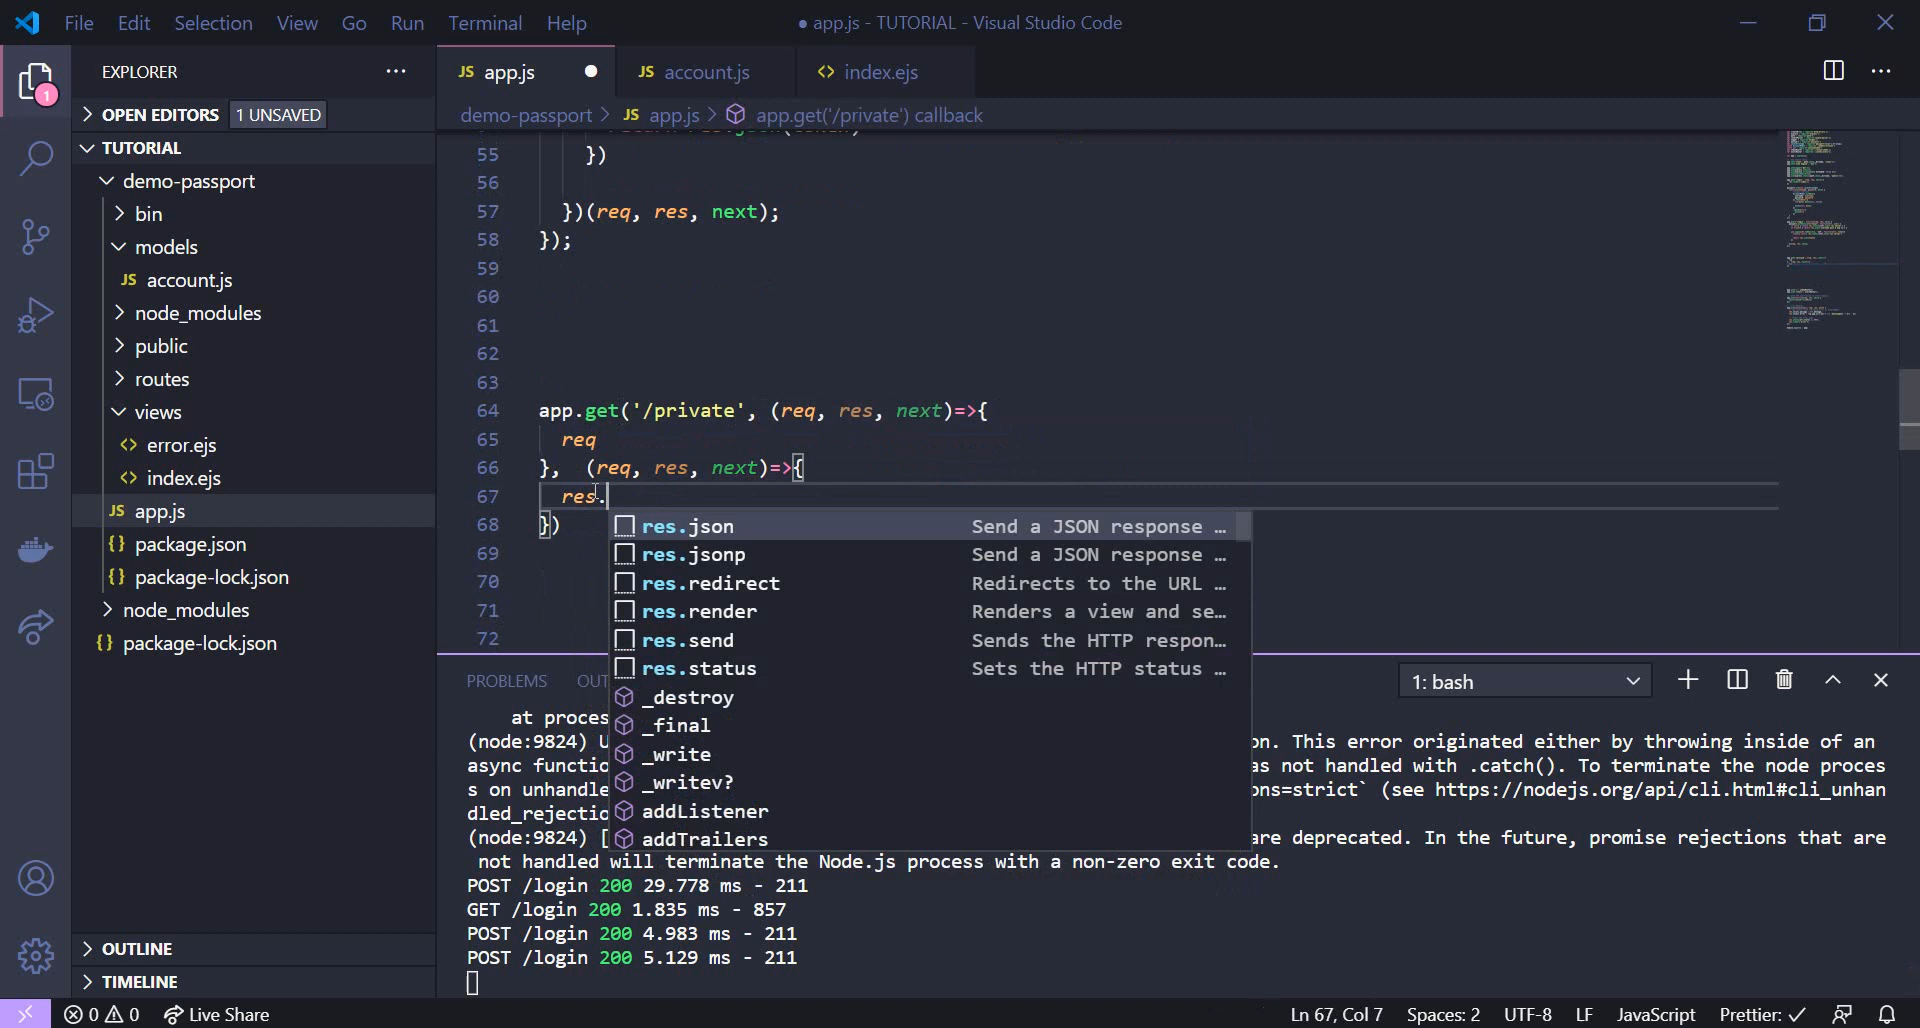 File Edit Selection View Go Run Terminal Help
● app.js - TUTORIAL - Visual Studio Code
EXPLORER
1
OPEN EDITORS 1 UNSAVED
TUTORIAL
demo-passport
bin
models
JS account.js
node_modules
public
routes
views
<> error.ejs
<> index.ejs
JS app.js
{} package.json
{} package-lock.json
node_modules
{} package-lock.json
OUTLINE
TIMELINE
JS app.js ● JS account.js <> index.ejs
demo-passport > JS app.js > app.get('/private') callback
55 })
56
57 })(req, res, next);
58 });
59
60
61
62
63
64 app.get('/private', (req, res, next)=>{
65 req
66 }, (req, res, next)=>{
67 res.
68 })
69
70
71
72
res.json Send a JSON response …
res.jsonp Send a JSON response …
res.redirect Redirects to the URL …
res.render Renders a view and se…
res.send Sends the HTTP respon…
res.status Sets the HTTP status …
_destroy
_final
_write
_writev?
addListener
addTrailers
PROBLEMS OUT
1: bash
at proces
(node:9824) U on. This error originated either by throwing inside of an
async functio as not handled with .catch(). To terminate the node proces
s on unhandle ons=strict` (see https://nodejs.org/api/cli.html#cli_unhan
dled_rejectio
(node:9824) [ are deprecated. In the future, promise rejections that are
not handled will terminate the Node.js process with a non-zero exit code.
POST /login 200 29.778 ms - 211
GET /login 200 1.835 ms - 857
POST /login 200 4.983 ms - 211
POST /login 200 5.129 ms - 211
0 0 Live Share
Ln 67, Col 7 Spaces: 2 UTF-8 LF JavaScript Prettier: ✓